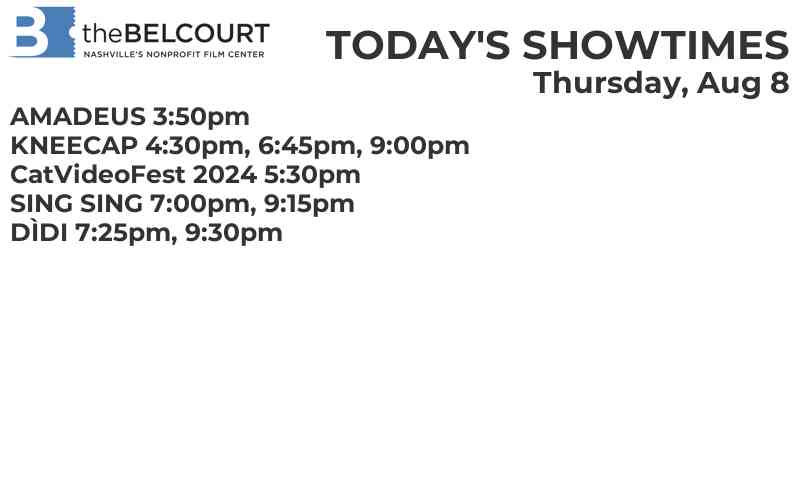 B theBELCOURT
NASHVILLE'S NONPROFIT FILM CENTER
TODAY'S SHOWTIMES
Thursday, Aug 8
AMADEUS 3:50pm
KNEECAP 4:30pm, 6:45pm, 9:00pm
CatVideoFest 2024 5:30pm
SING SING 7:00pm, 9:15pm
DÌDI 7:25pm, 9:30pm